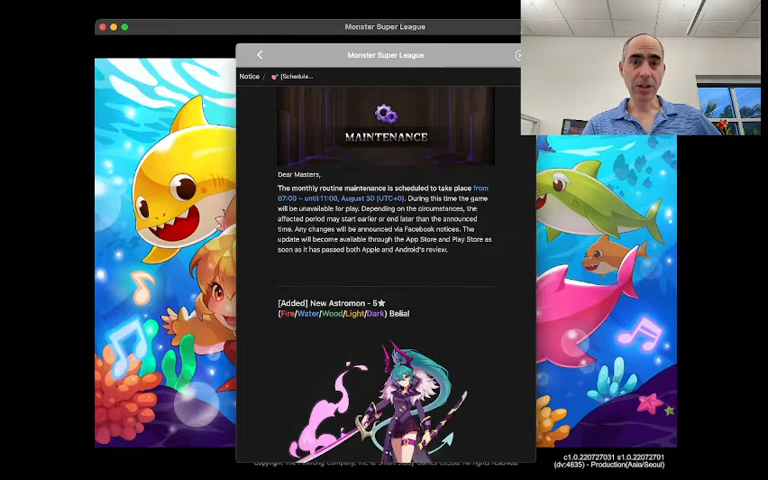 Monster Super League
Monster Super League
Notice / [Schedule...
MAINTENANCE
Dear Masters,
The monthly routine maintenance is scheduled to take place from
07:00 ~ until 11:00, August 30 (UTC+0). During this time the game
will be unavailable for play. Depending on the circumstances, the
affected period may start earlier or end later than the announced
time. Any changes will be announced via Facebook notices. The
update will become available through the App Store and Play Store as
soon as it has passed both Apple and Android's review.
[Added] New Astromon - 5★
(Fire/Water/Wood/Light/Dark) Belial
c1.0.220727031 s1.0.22072701
(dv:4635) - Production(Asia/Seoul)